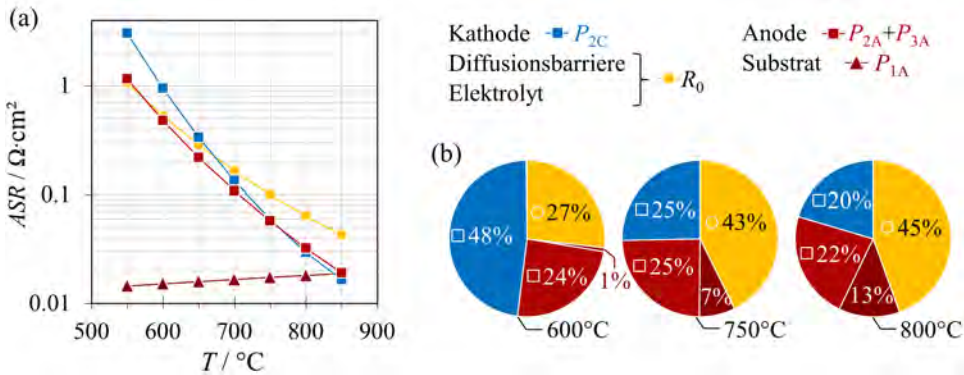 (a)
ASR / Ω·cm²
1
0.1
0.01
500 600 700 800 900
T / °C
Kathode P2C
Diffusionsbarriere
Elektrolyt
R0
Anode P2A+P3A
Substrat P1A
(b)
48% 27% 24% 1%
600°C
25% 43% 25% 7%
750°C
20% 45% 22% 13%
800°C